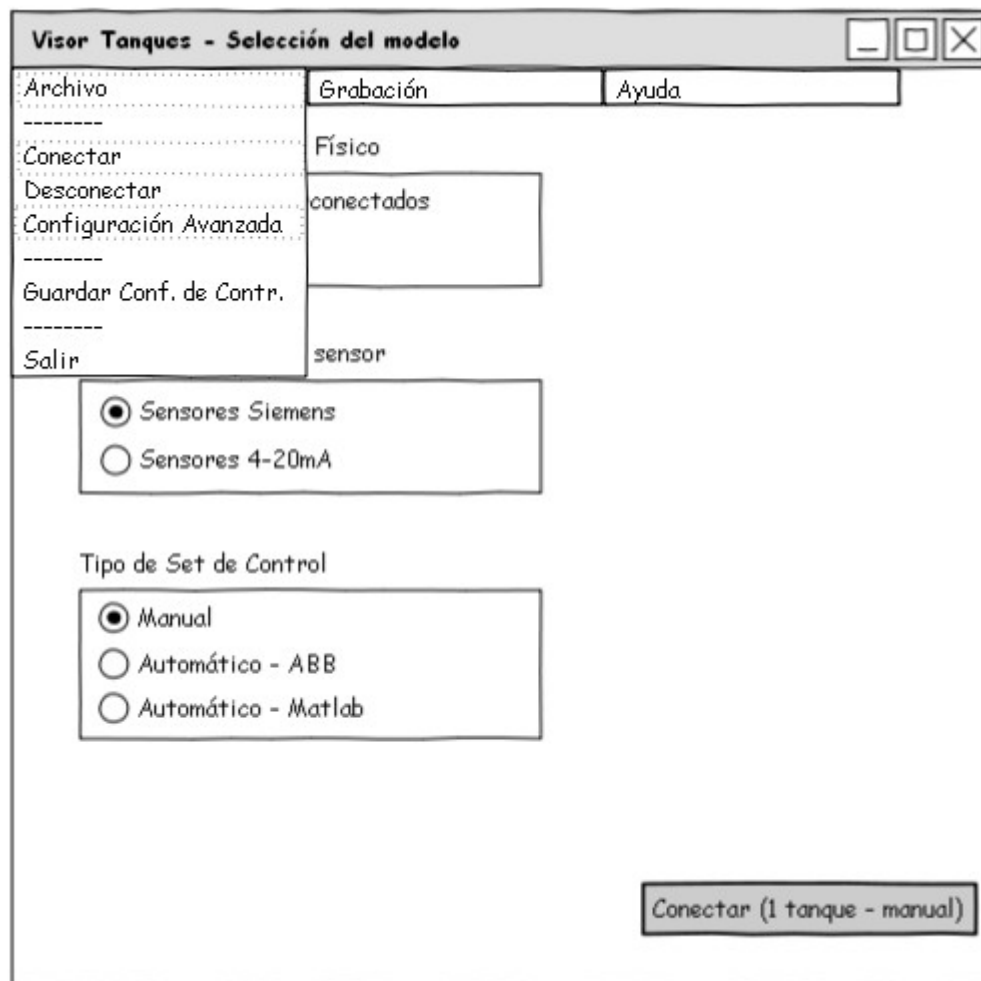 Visor Tanques - Selección del modelo
Archivo
Grabación
Ayuda
--------
Conectar
Desconectar
Configuración Avanzada
--------
Guardar Conf. de Contr.
--------
Salir
Físico
conectados
sensor
Sensores Siemens
Sensores 4-20mA
Tipo de Set de Control
Manual
Automático - ABB
Automático - Matlab
Conectar (1 tanque - manual)